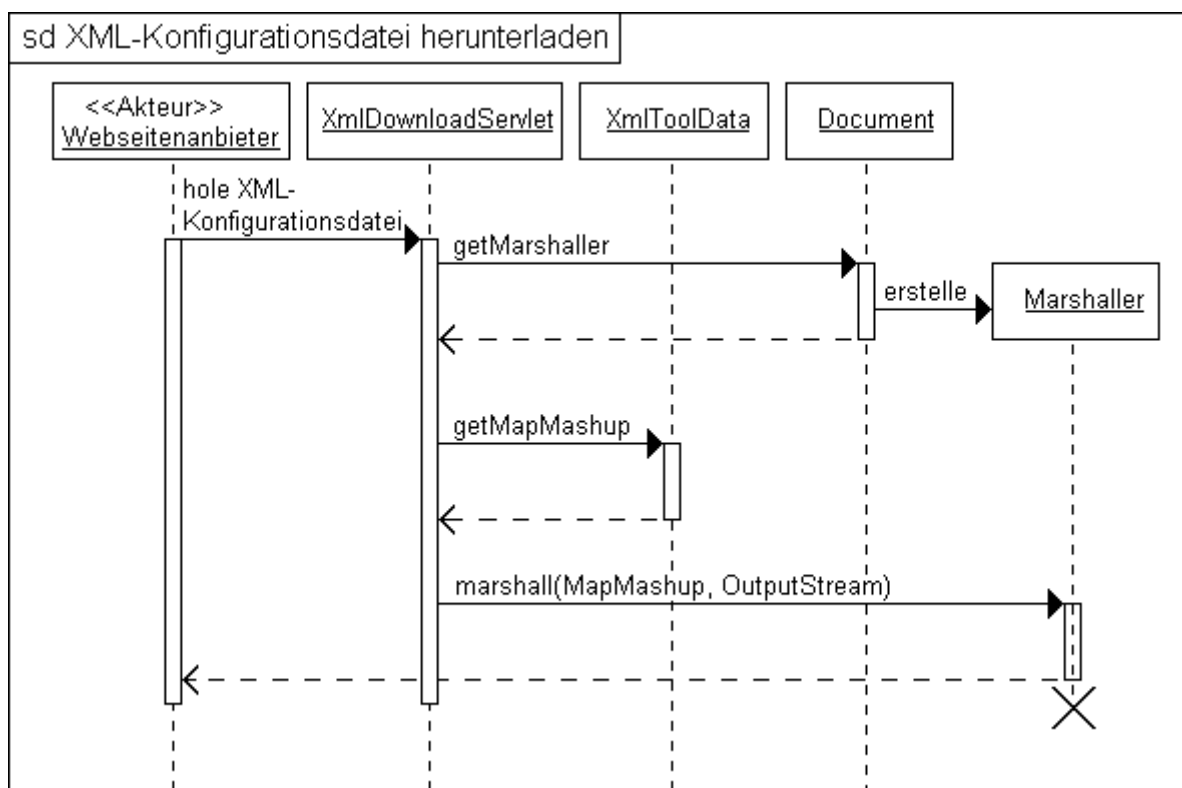 sd XML-Konfigurationsdatei herunterladen
<<Akteur>>
Webseitenanbieter
XmlDownloadServlet
XmlToolData
Document
hole XML-
Konfigurationsdatei
getMarshaller
erstelle
Marshaller
getMapMashup
marshall(MapMashup, OutputStream)